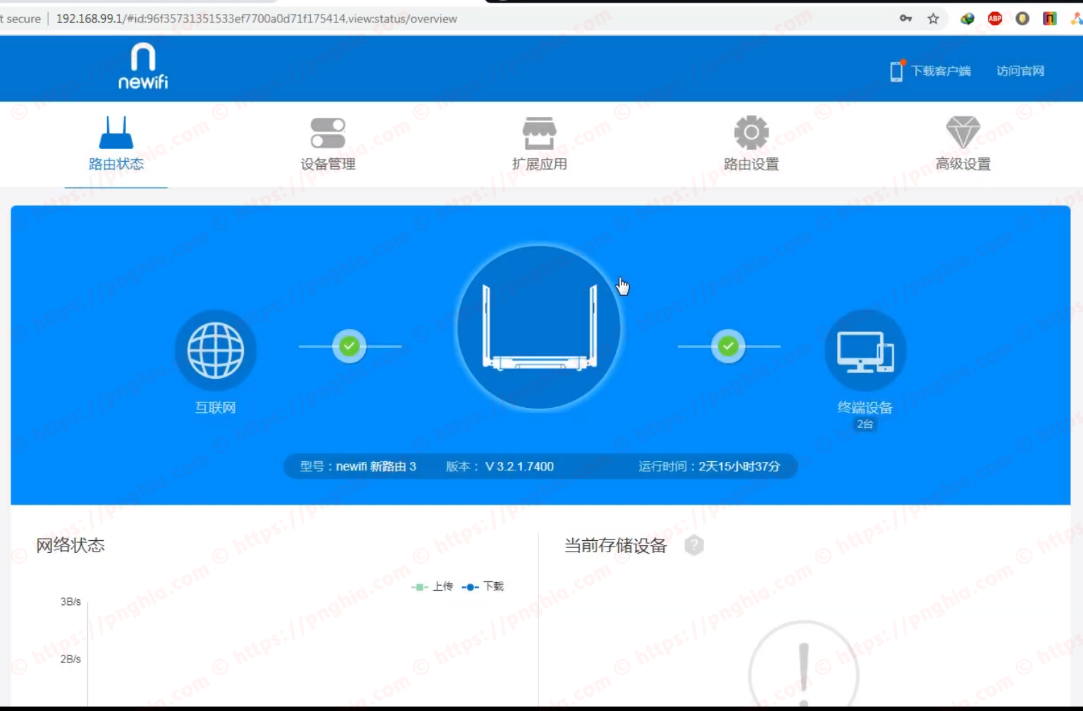 t secure | 192.168.99.1/#id:96f35731351533ef7700a0d71f175414,view:status/overview
ABP
newifi
下载客户端 访问官网
路由状态 设备管理 扩展应用 路由设置 高级设置
互联网
终端设备
2台
型号：newifi 新路由 3 版本： V 3.2.1.7400 运行时间：2天15小时37分
网络状态
当前存储设备 ?
上传 下载
3B/s
2B/s
© https://pnghia.com